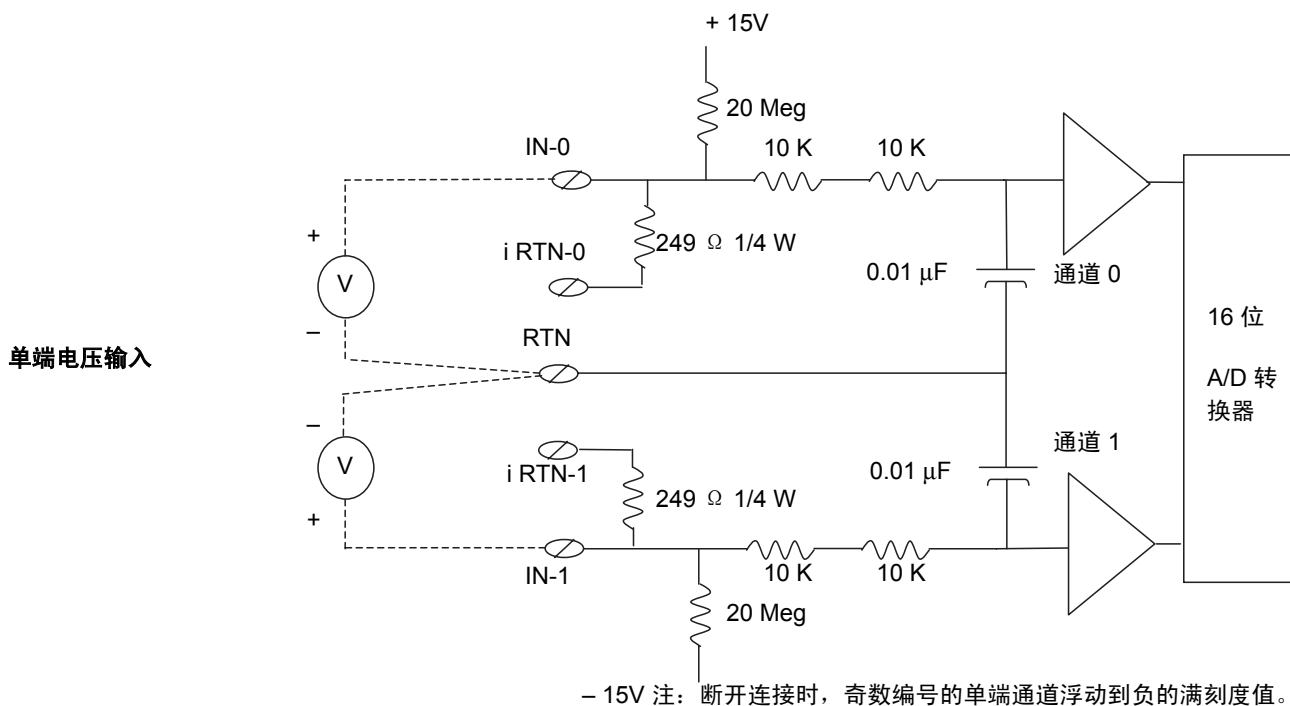 + 15V
20 Meg
IN-0
10 K
10 K
+
249 Ω 1/4 W
i RTN-0
V
0.01 μF
通道 0
–
RTN
16 位
单端电压输入
A/D 转
换器
–
通道 1
V
i RTN-1
0.01 μF
249 Ω 1/4 W
+
IN-1
10 K
10 K
20 Meg
– 15V 注：断开连接时，奇数编号的单端通道浮动到负的满刻度值。